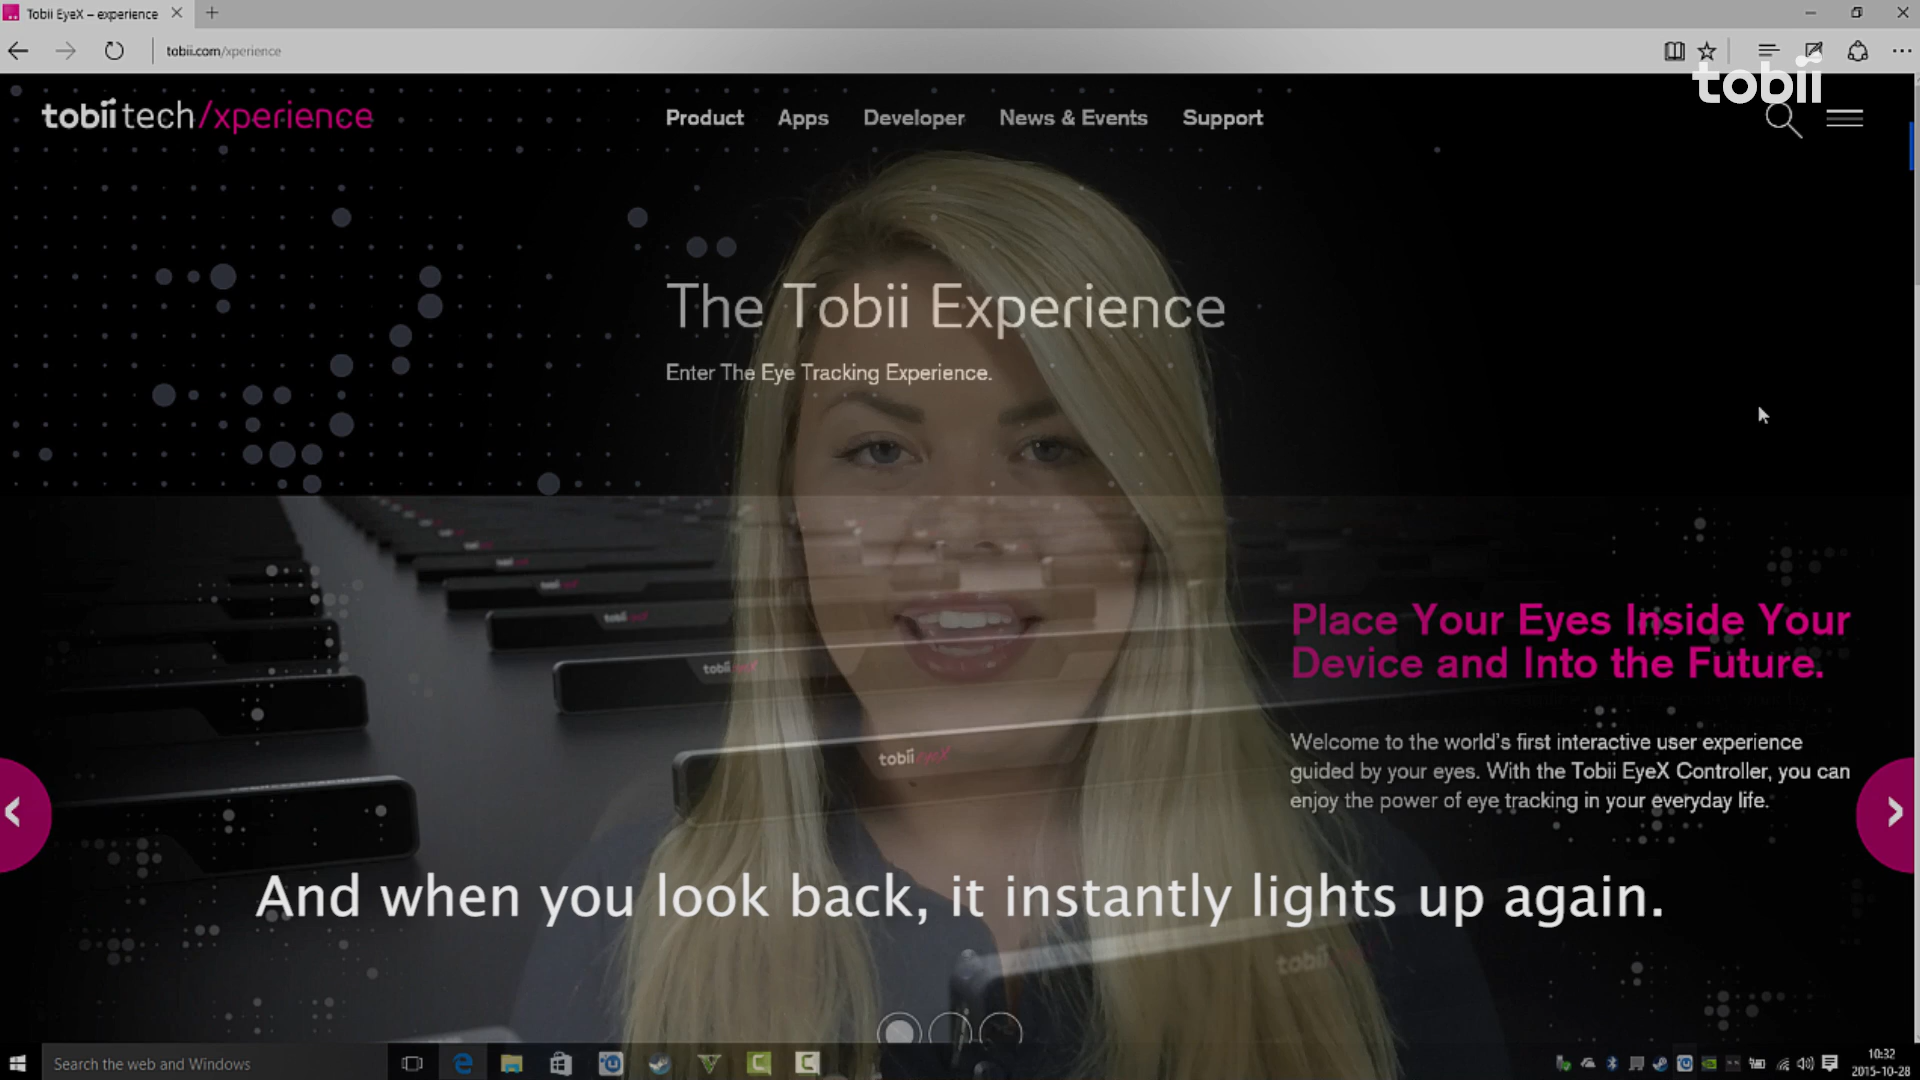 Tobii EyeX – experience
tobii.com/xperience
tobii
tobii tech/xperience
Product Apps Developer News & Events Support
The Tobii Experience
Enter The Eye Tracking Experience.
Place Your Eyes Inside Your
Device and Into the Future.
tobii
tobii eyeX
Welcome to the world's first interactive user experience
guided by your eyes. With the Tobii EyeX Controller, you can
enjoy the power of eye tracking in your everyday life.
And when you look back, it instantly lights up again.
tobii
Search the web and Windows
10:32
2015-10-28